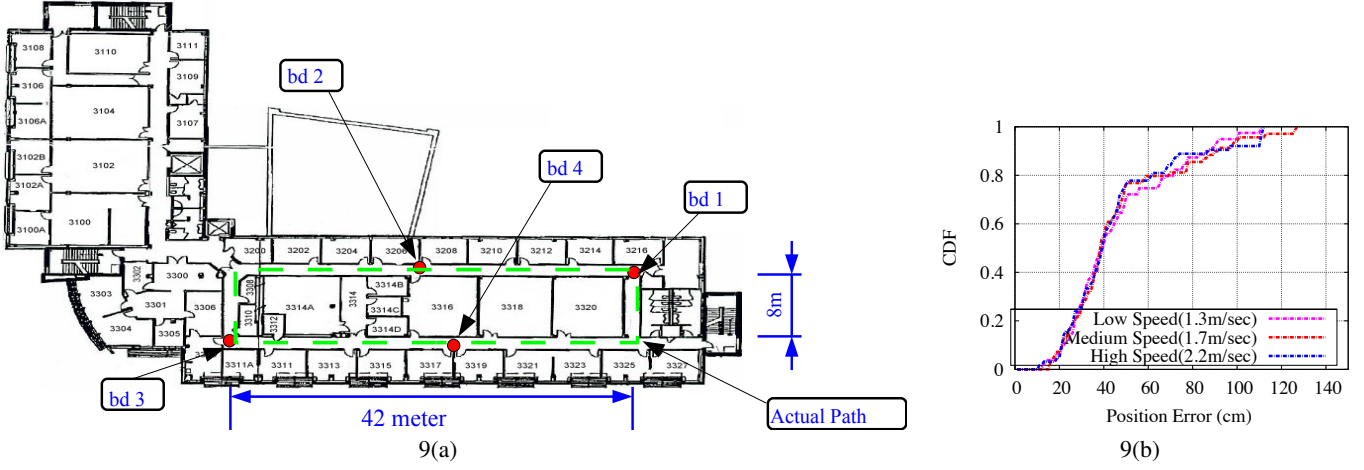 3108
3110
3111
3106
3109
3106A
3104
3107
3102B
3102
3102A
3100A
3100
bd 2
bd 4
bd 1
3200
3202
3204
3206
3208
3210
3212
3214
3216
3302
3300
3303
3301
3306
3304
3305
3308
3310
3312
3314A
3314
3314B
3314C
3314D
3316
3318
3320
8m
3311A
3311
3313
3315
3317
3319
3321
3323
3325
3327
bd 3
42 meter
Actual Path
9(a)
1
0.8
0.6
0.4
0.2
0
CDF
Low Speed(1.3m/sec)
Medium Speed(1.7m/sec)
High Speed(2.2m/sec)
0 20 40 60 80 100 120 140
Position Error (cm)
9(b)